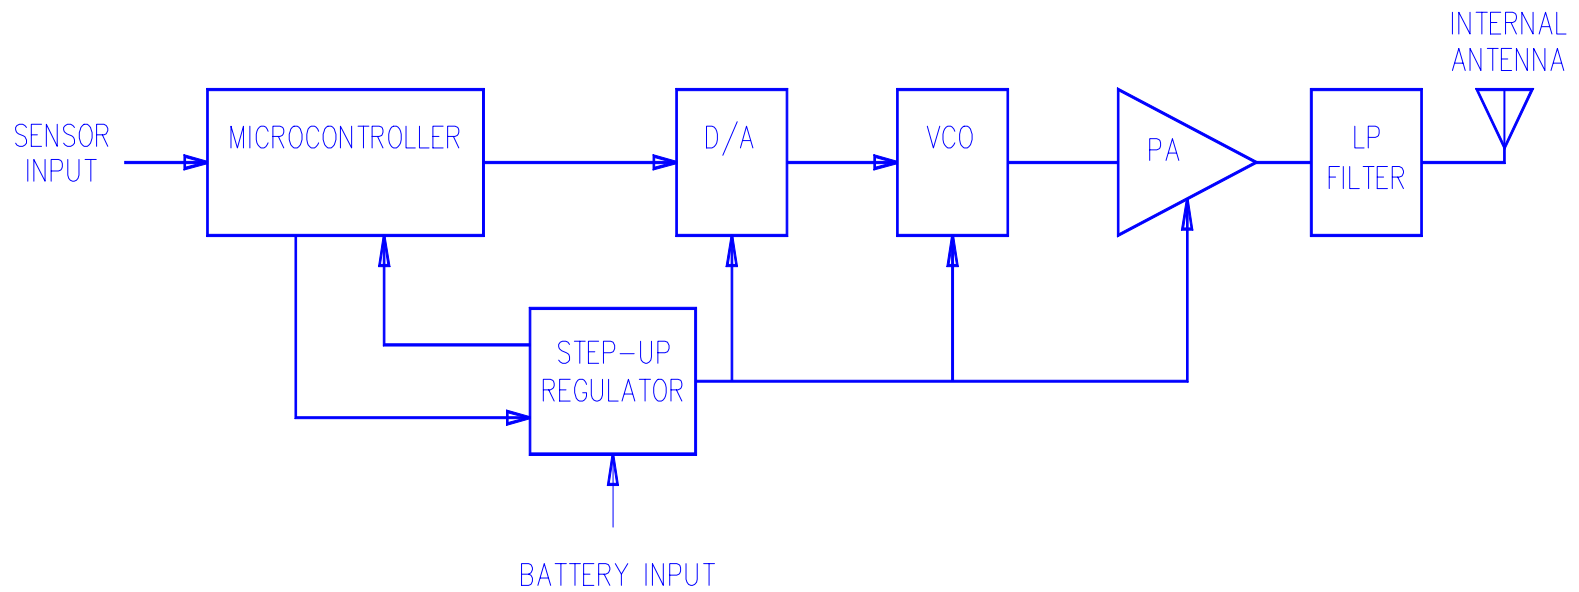 INTERNAL
ANTENNA
SENSOR
INPUT
MICROCONTROLLER
D/A
VCO
PA
LP
FILTER
STEP-UP
REGULATOR
BATTERY INPUT